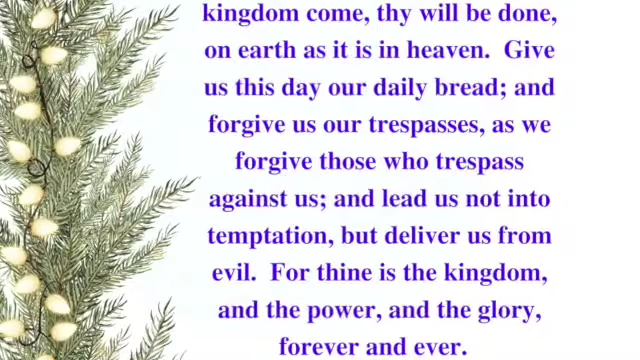 kingdom come, thy will be done,
on earth as it is in heaven.  Give
us this day our daily bread; and
forgive us our trespasses, as we
forgive those who trespass
against us; and lead us not into
temptation, but deliver us from
evil.  For thine is the kingdom,
and the power, and the glory,
forever and ever.